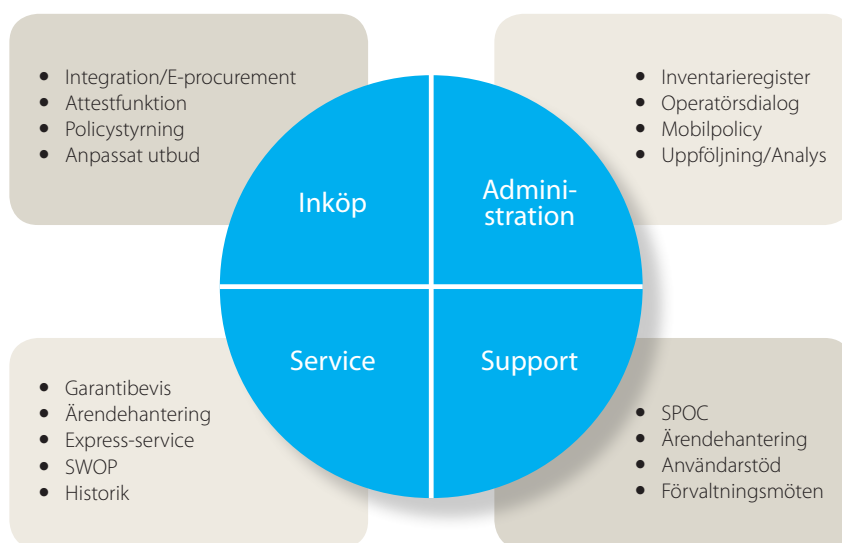 • Integration/E-procurement
• Attestfunktion
• Policystyrning
• Anpassat utbud
• Inventarieregister
• Operatörsdialog
• Mobilpolicy
• Uppföljning/Analys
Inköp
Admini-
stration
Service
Support
• Garantibevis
• Ärendehantering
• Express-service
• SWOP
• Historik
• SPOC
• Ärendehantering
• Användarstöd
• Förvaltningsmöten